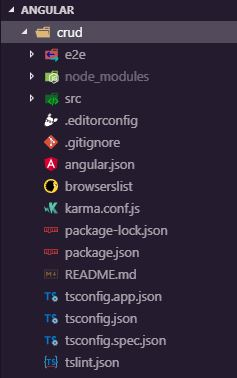 ANGULAR
crud
e2e
node_modules
src
.editorconfig
.gitignore
angular.json
browserslist
karma.conf.js
package-lock.json
package.json
README.md
tsconfig.app.json
tsconfig.json
tsconfig.spec.json
tslint.json